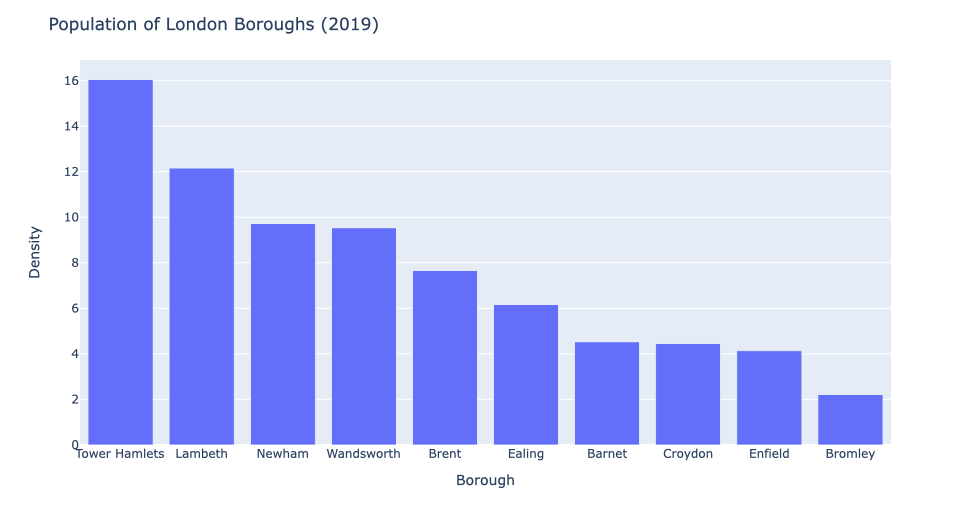 Population of London Boroughs (2019)
Density
16
14
12
10
8
6
4
2
0
Tower Hamlets Lambeth Newham Wandsworth Brent Ealing Barnet Croydon Enfield Bromley
Borough